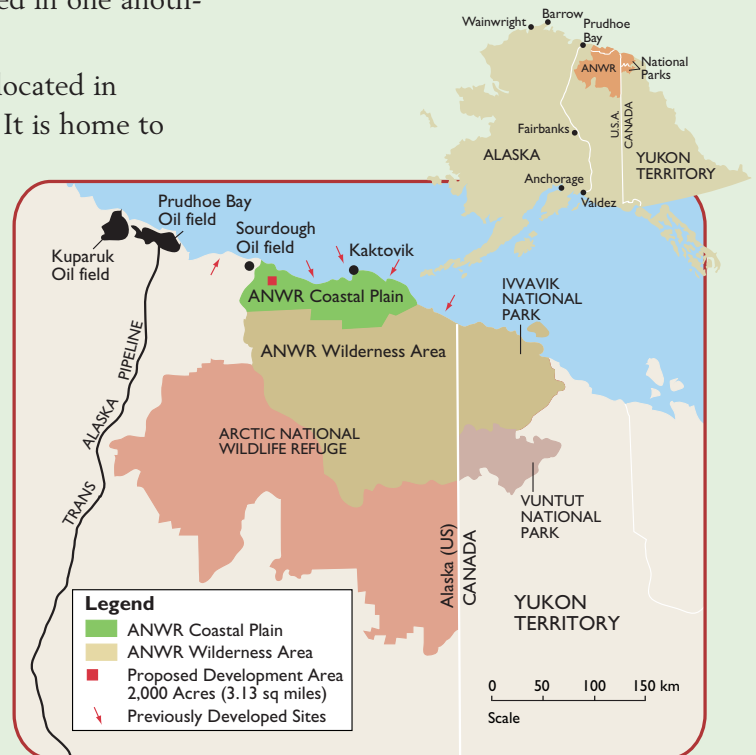 ed in one anoth-
located in
It is home to
Wainwright
Barrow
Prudhoe
Bay
ANWR
National
Parks
U.S.A.
CANADA
Fairbanks
ALASKA
YUKON
TERRITORY
Anchorage
Valdez
Prudhoe Bay
Oil field
Sourdough
Oil field
Kaktovik
Kuparuk
Oil field
ANWR Coastal Plain
IVVAVIK
NATIONAL
PARK
ANWR Wilderness Area
TRANS ALASKA PIPELINE
ARCTIC NATIONAL
WILDLIFE REFUGE
VUNTUT
NATIONAL
PARK
Alaska (US)
CANADA
YUKON
TERRITORY
Legend
ANWR Coastal Plain
ANWR Wilderness Area
Proposed Development Area
2,000 Acres (3.13 sq miles)
Previously Developed Sites
0 50 100 150 km
Scale